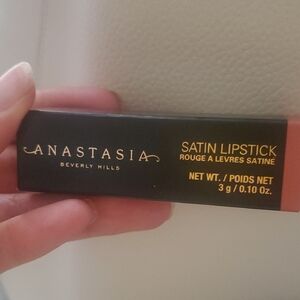 ANASTASIA
BEVERLY HILLS
SATIN LIPSTICK
ROUGE A LEVRES SATINE
NET WT. / POIDS NET
3 g / 0.10 Oz.